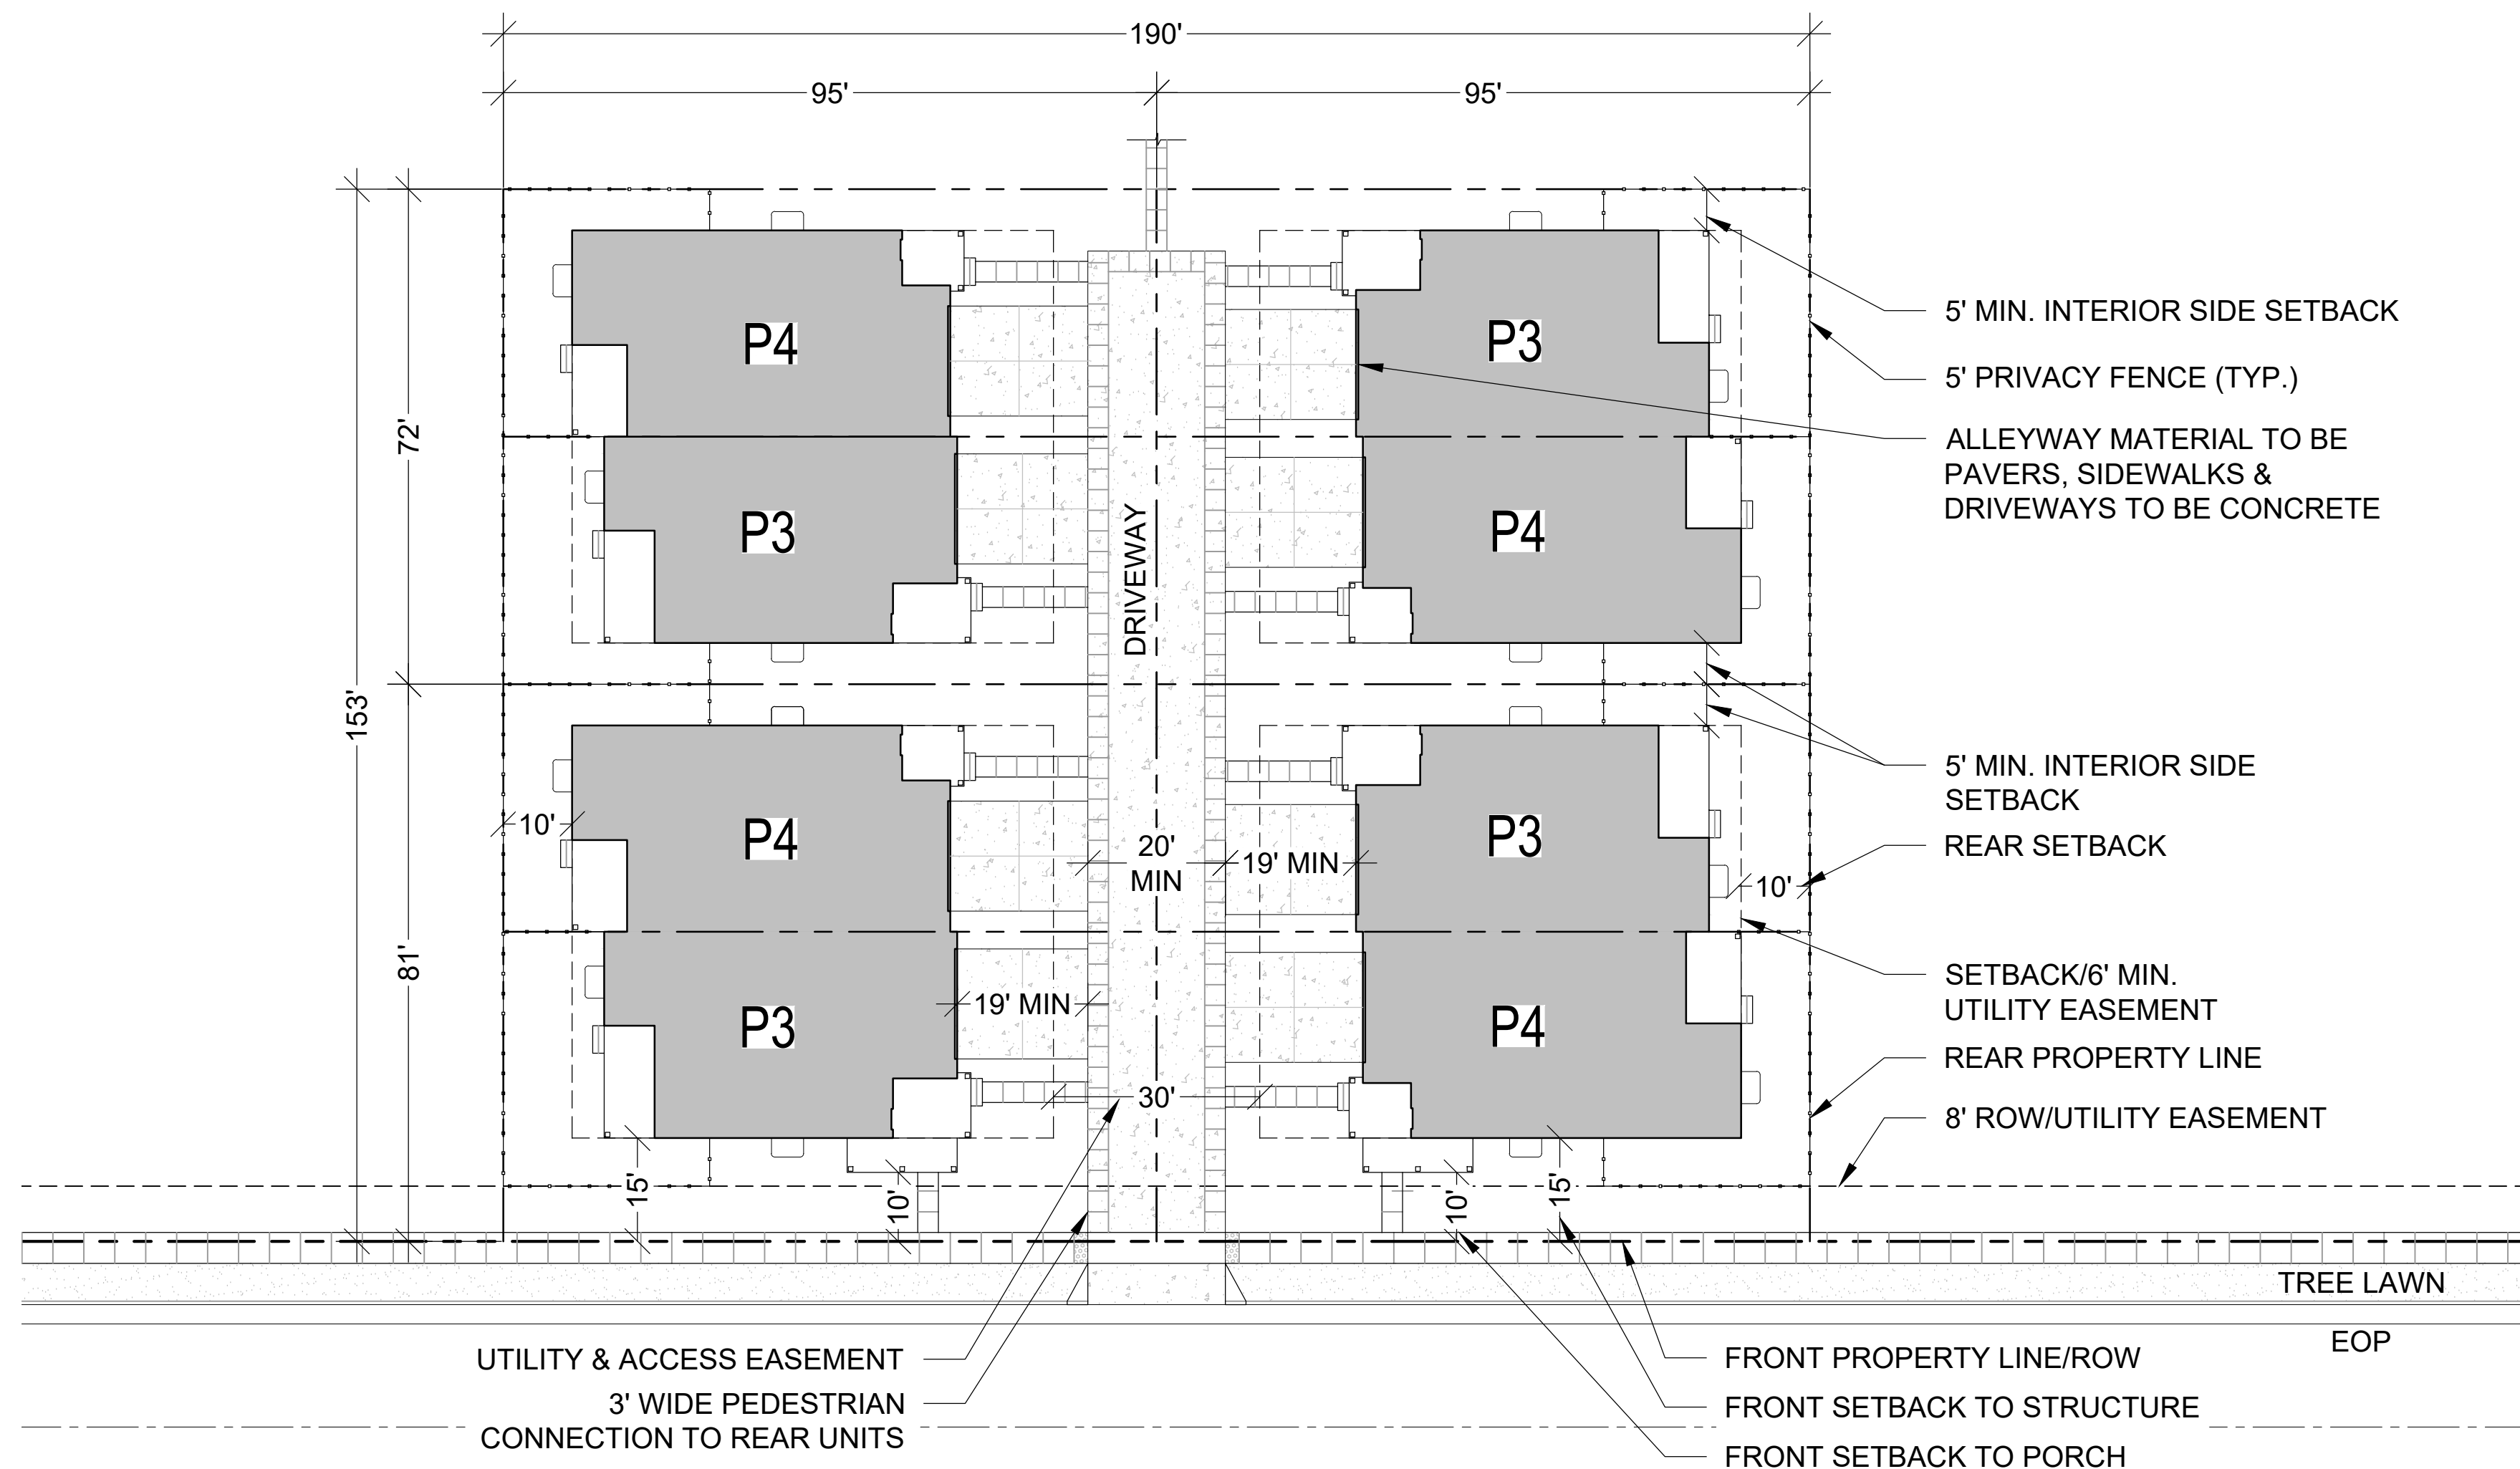 190'
95'
95'
5' MIN. INTERIOR SIDE SETBACK
P4
P3
5' PRIVACY FENCE (TYP.)
72'
ALLEYWAY MATERIAL TO BE
PAVERS, SIDEWALKS &
DRIVEWAYS TO BE CONCRETE
P3
P4
DRIVEWAY
153'
5' MIN. INTERIOR SIDE
SETBACK
10'
P4
20'
MIN
19' MIN
P3
10'
REAR SETBACK
81'
SETBACK/6' MIN.
UTILITY EASEMENT
P3
19' MIN
P4
REAR PROPERTY LINE
30'
8' ROW/UTILITY EASEMENT
15'
10'
10'
15'
TREE LAWN
EOP
UTILITY & ACCESS EASEMENT
3' WIDE PEDESTRIAN
CONNECTION TO REAR UNITS
FRONT PROPERTY LINE/ROW
FRONT SETBACK TO STRUCTURE
FRONT SETBACK TO PORCH